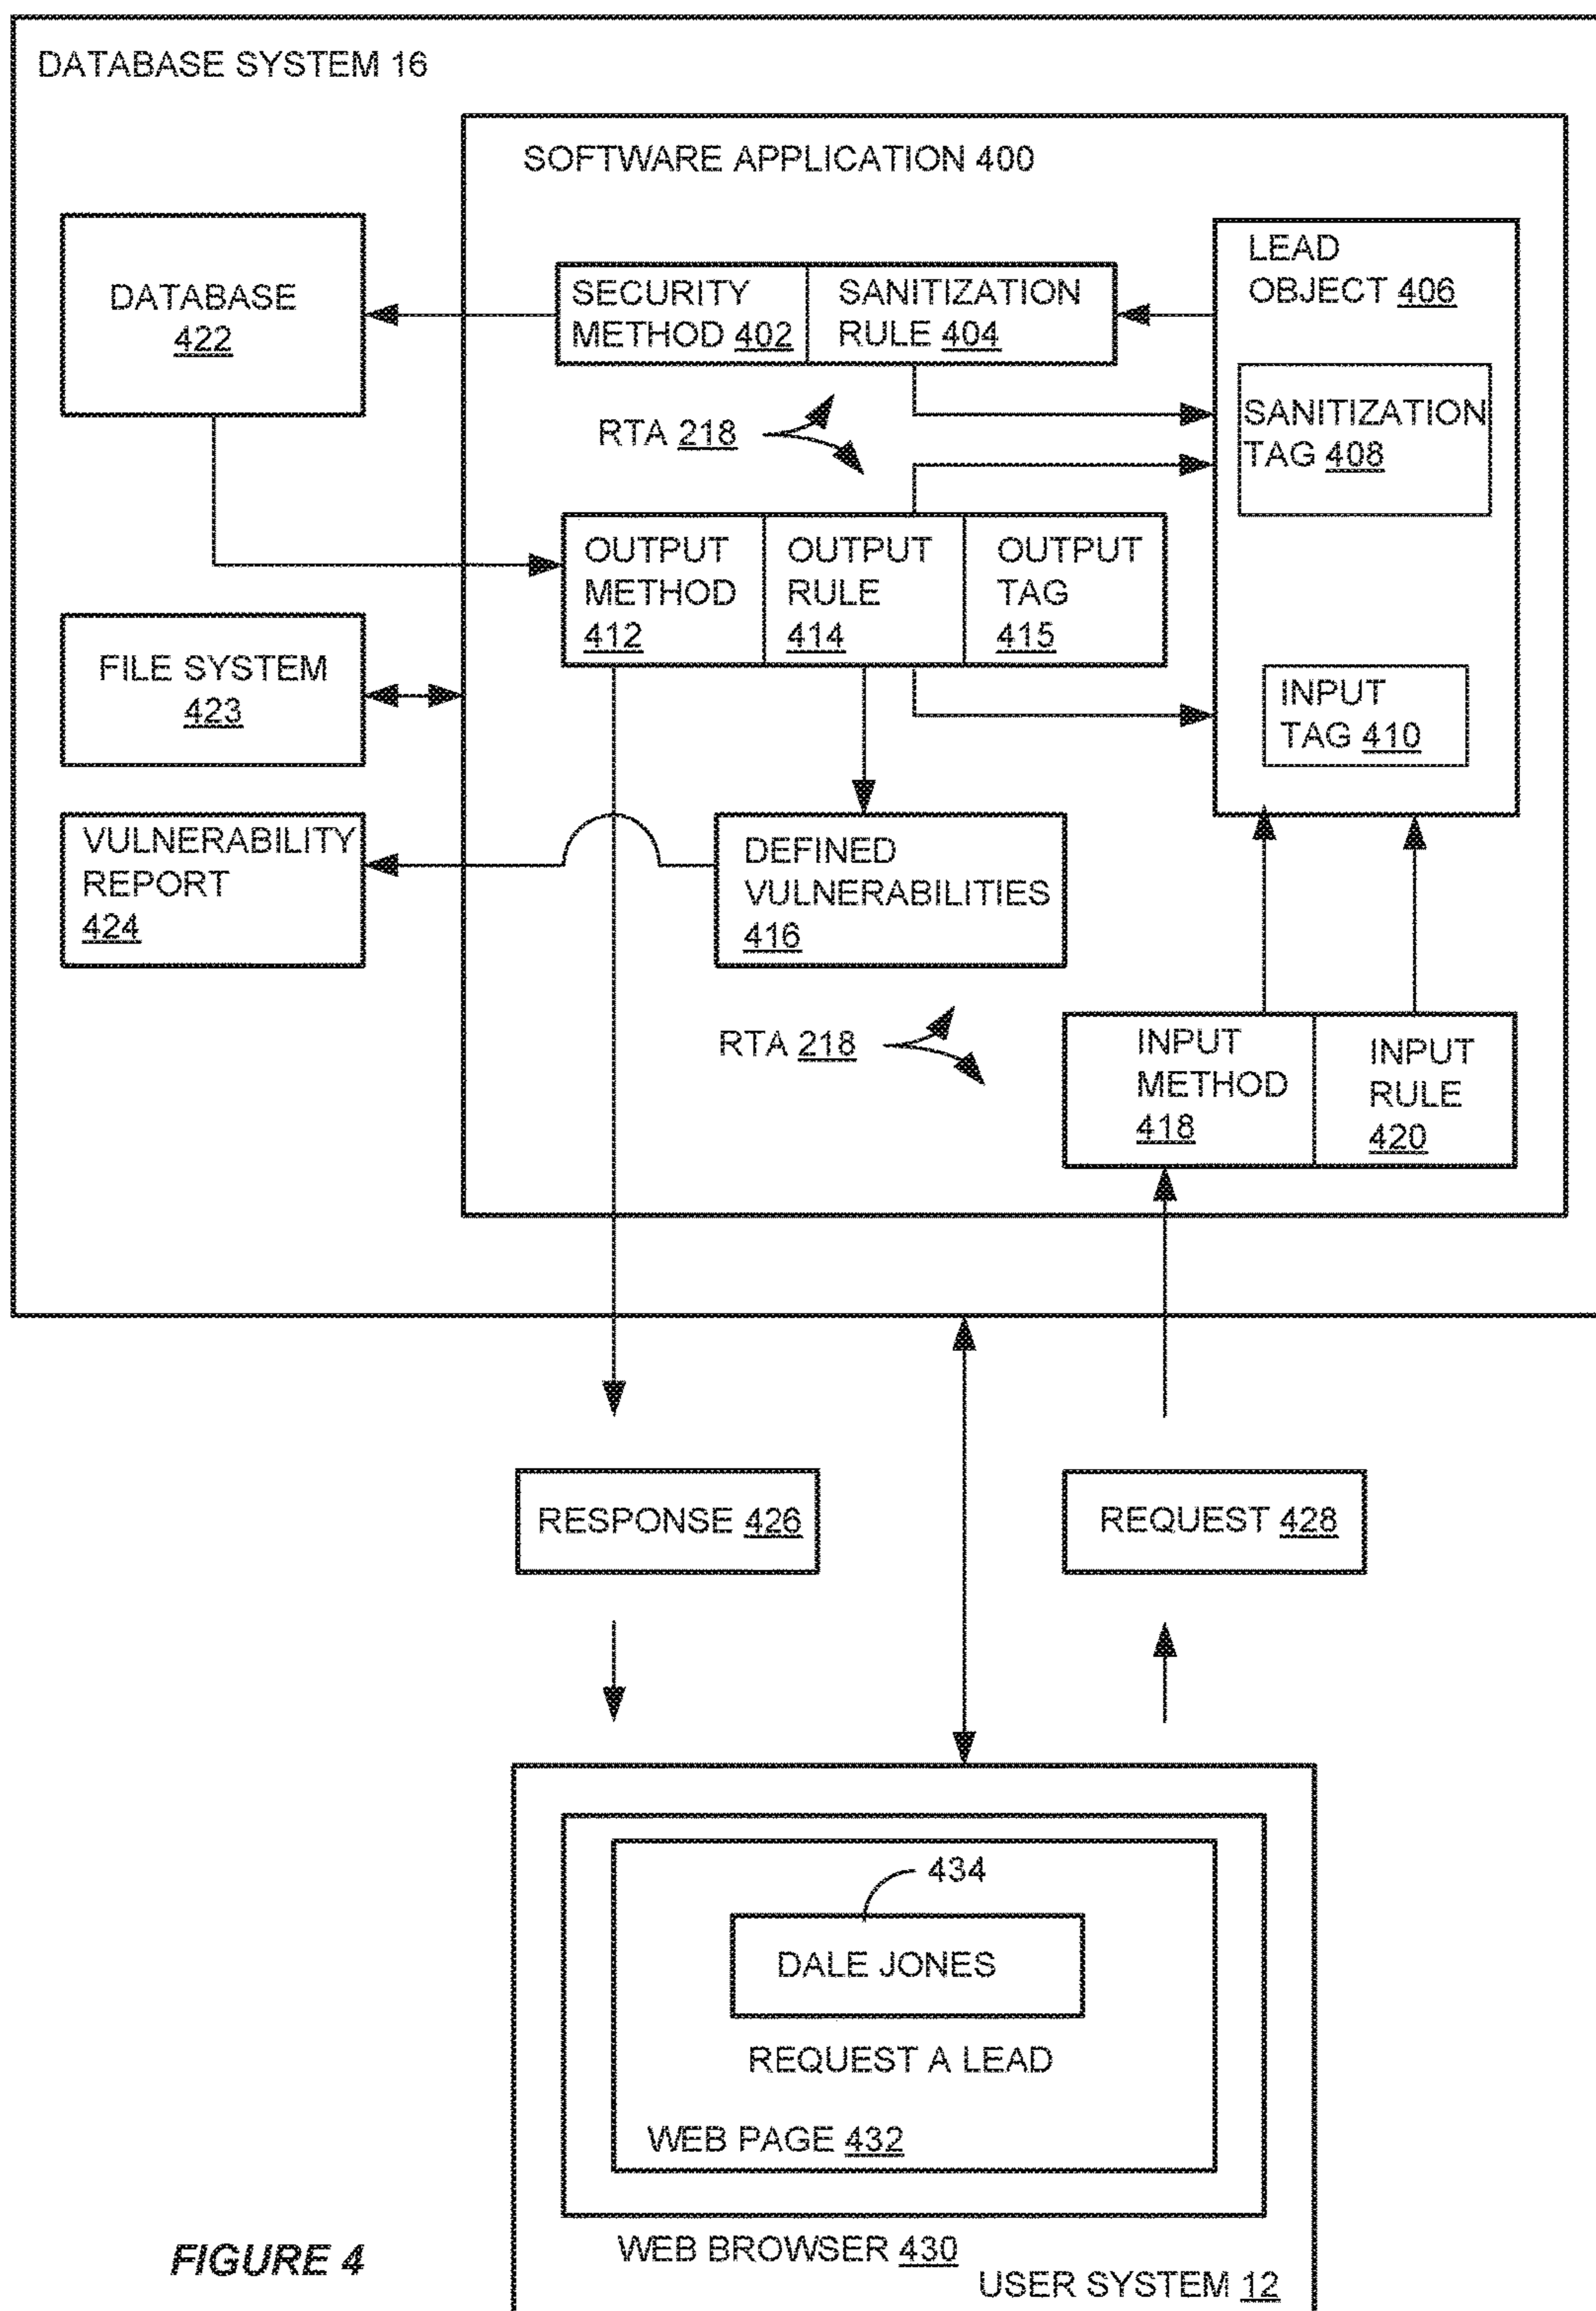 DATABASE SYSTEM 16
SOFTWARE APPLICATION 400
DATABASE
422
SECURITY
METHOD 402
SANITIZATION
RULE 404
LEAD
OBJECT 406
SANITIZATION
TAG 408
RTA 218
OUTPUT
METHOD
412
OUTPUT
RULE
414
OUTPUT
TAG
415
FILE SYSTEM
423
INPUT
TAG 410
VULNERABILITY
REPORT
424
DEFINED
VULNERABILITIES
416
RTA 218
INPUT
METHOD
418
INPUT
RULE
420
RESPONSE 426
REQUEST 428
434
DALE JONES
REQUEST A LEAD
WEB PAGE 432
WEB BROWSER 430
USER SYSTEM 12
FIGURE 4